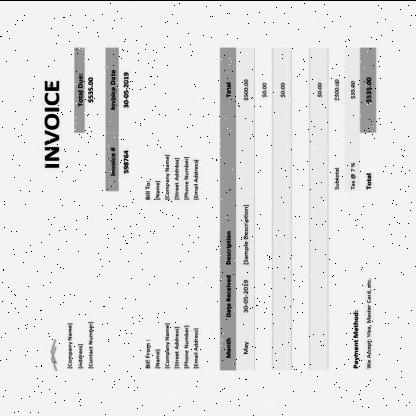 INVOICE
[Company Name]
[Address]
[Contact Number]
Total Due:
$535.00
Invoice # Invoice Date
598764 30-05-2019
Bill From : Bill To:
[Name] [Name]
[Company Name] [Company Name]
[Street Address] [Street Address]
[Phone Number] [Phone Number]
[Email Address] [Email Address]
Month Date Received Description Total
May 30-05-2019 [Sample Description] $500.00
$0.00
$0.00
$0.00
Subtotal $500.00
Payment Method: Tax @ 7 % $35.00
We Accept: Visa, Master Card, etc. Total $535.00